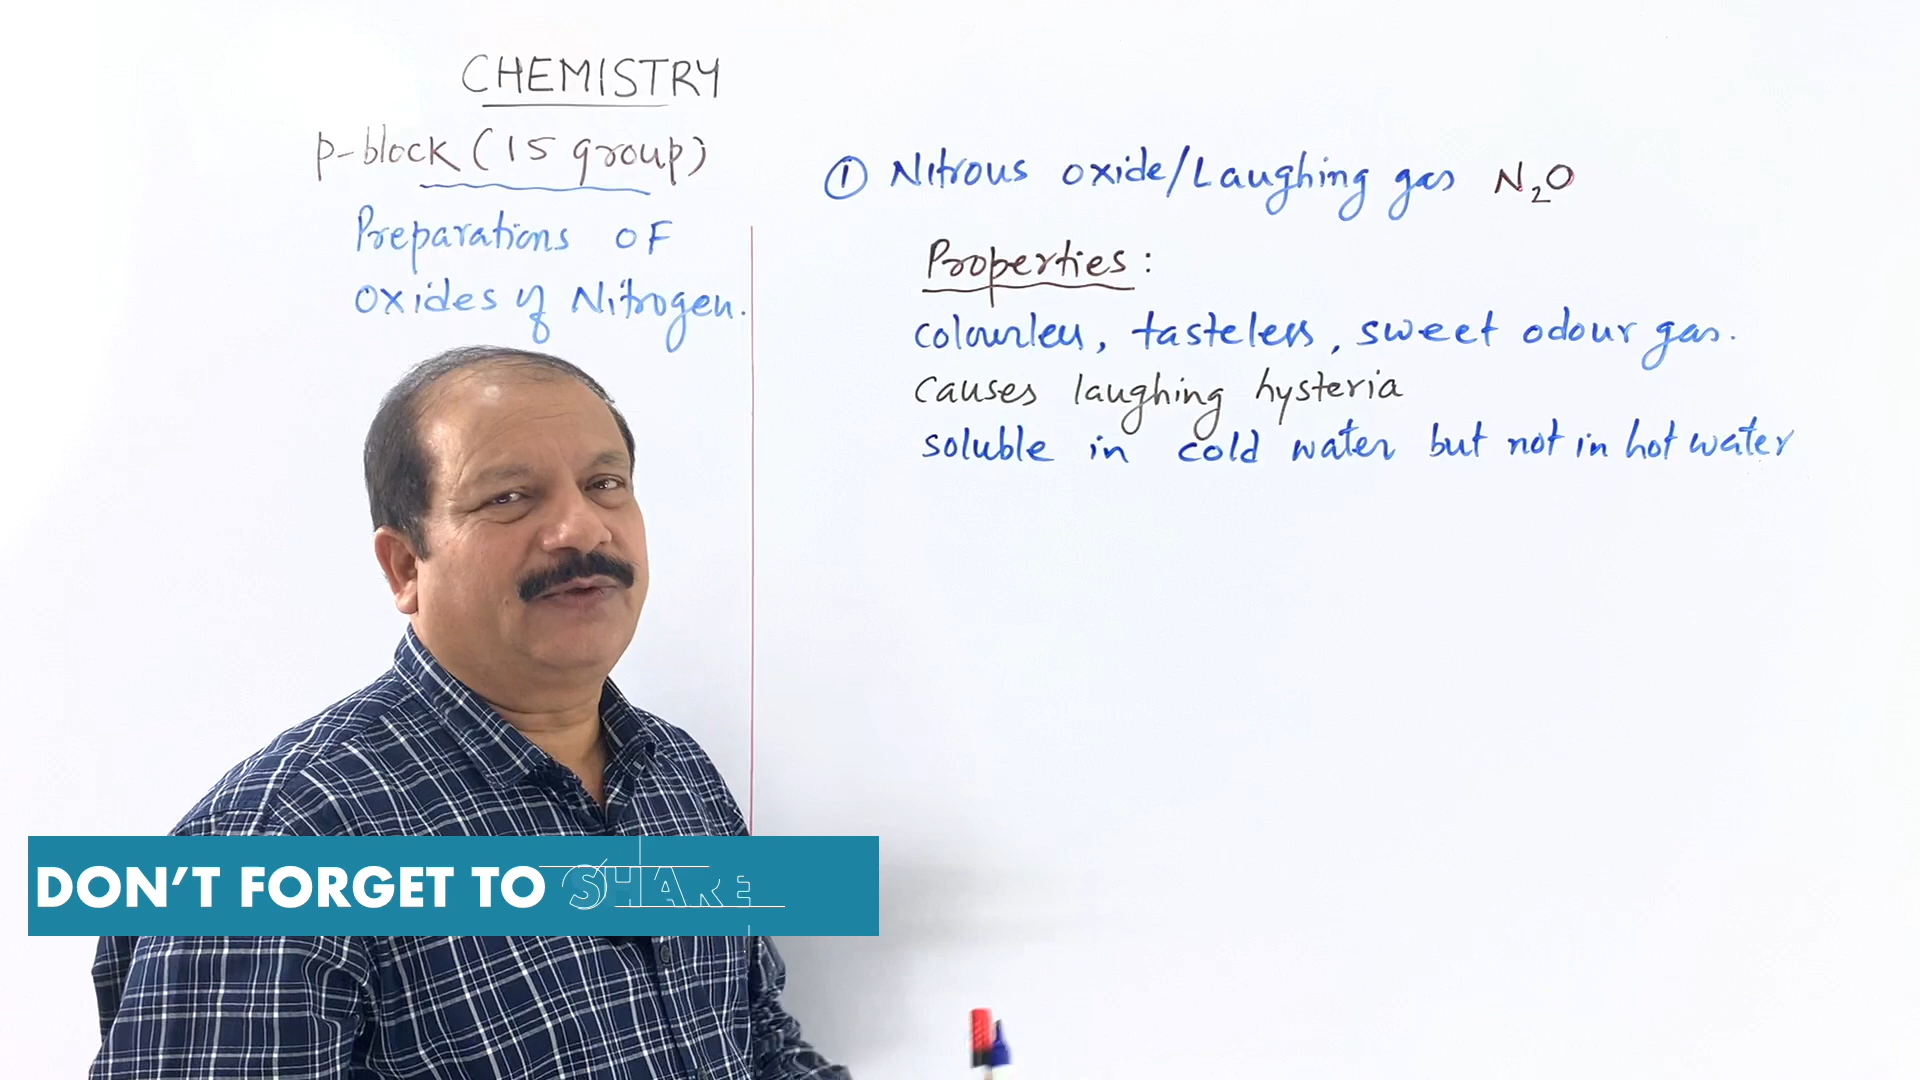 CHEMISTRY
p-block (15 group)
Preparations OF
Oxides of Nitrogen.
① Nitrous oxide/Laughing gas N₂O
Properties:
colourless, tasteless, sweet odour gas.
causes laughing hysteria
soluble in cold water but not in hot water
DON'T FORGET TO SHARE